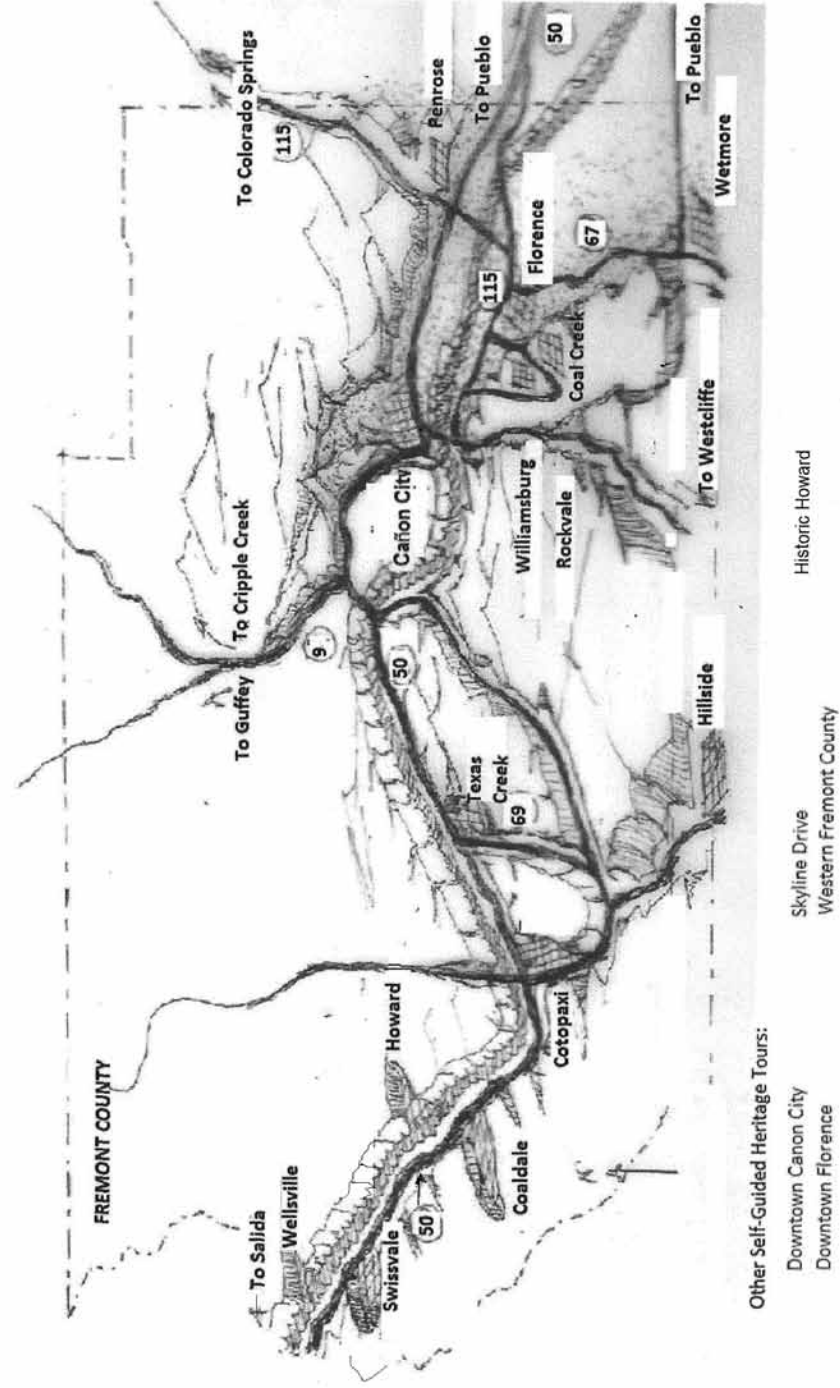 FREMONT COUNTY
To Salida
Wellsville
Swissvale
50
Howard
Coaldale
Cotopaxi
To Guffey
To Cripple Creek
9
50
Texas
Creek
69
Hillside
Cañon City
Williamsburg
Rockvale
To Westcliffe
Coal Creek
115
Florence
67
To Colorado Springs
115
Penrose
To Pueblo
50
To Pueblo
Wetmore
N
Other Self-Guided Heritage Tours:
Downtown Canon City
Downtown Florence
Skyline Drive
Western Fremont County
Historic Howard